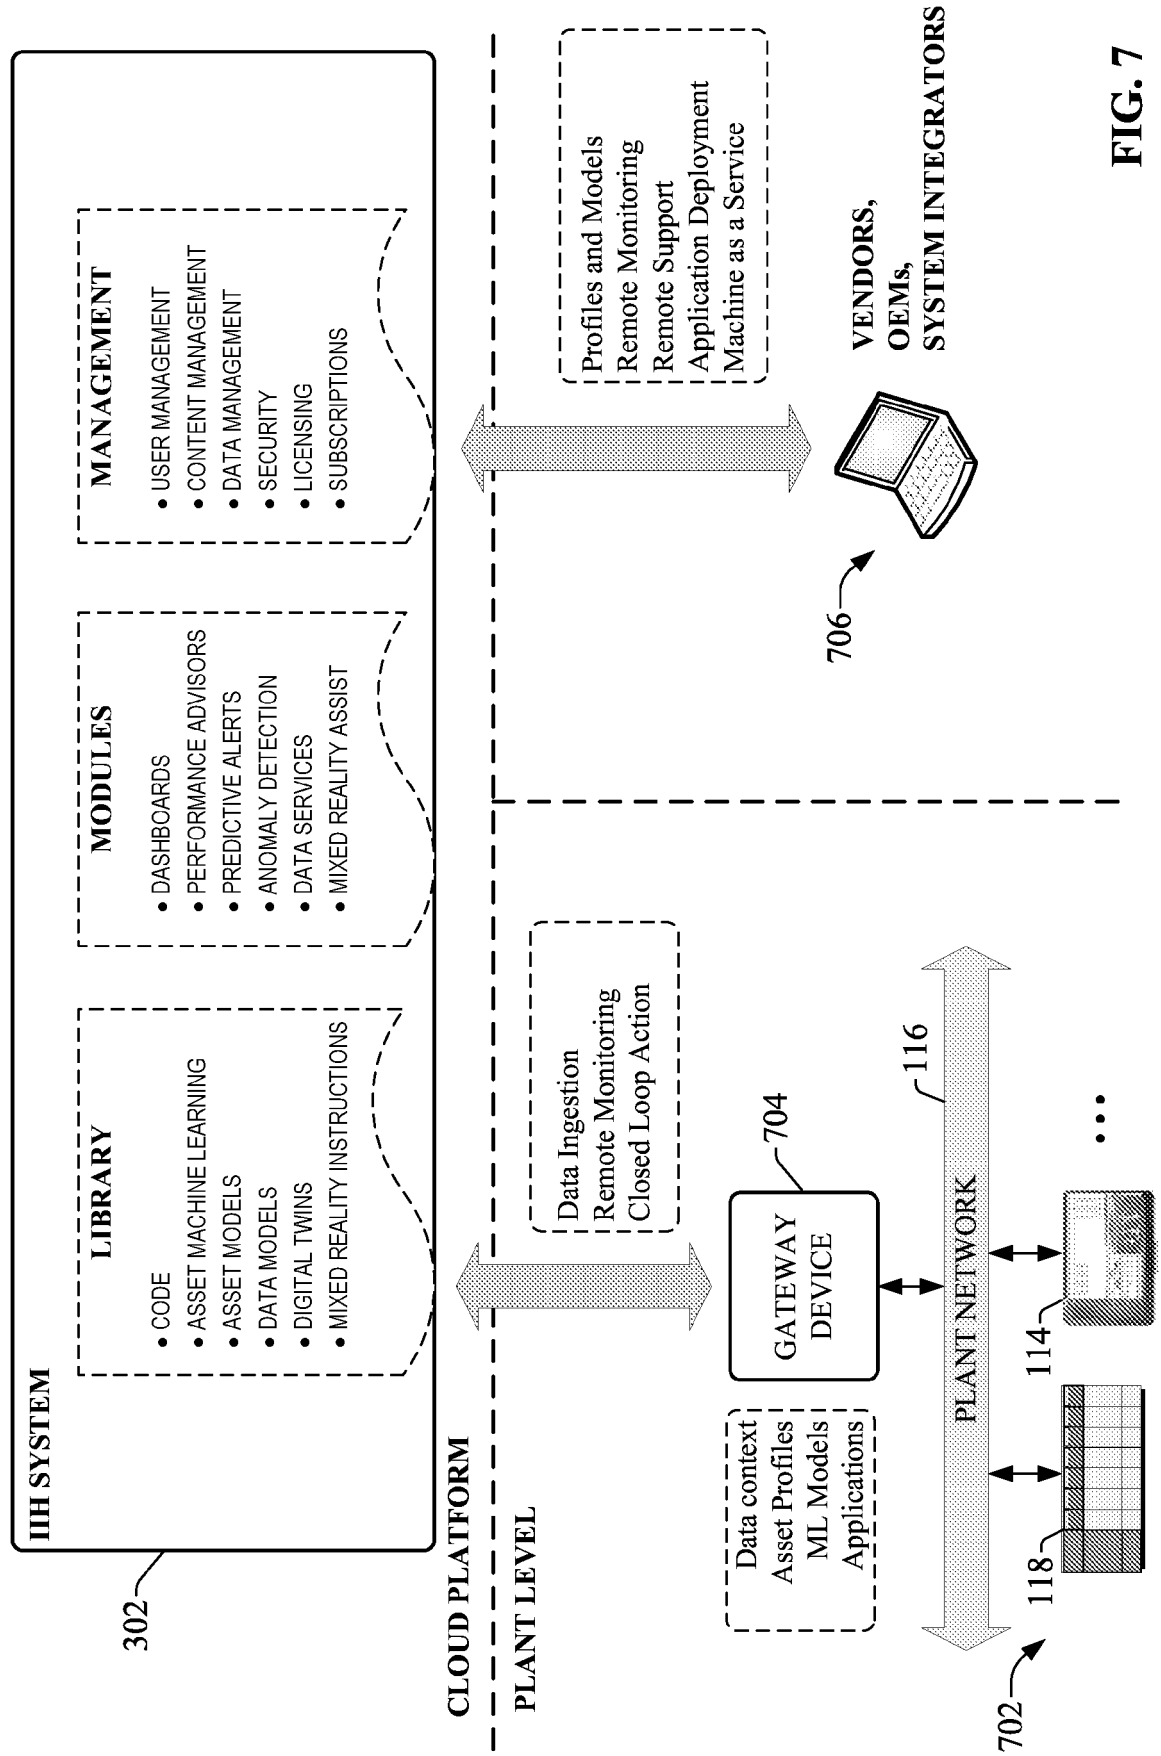 IIH SYSTEM
302
LIBRARY
• CODE
• ASSET MACHINE LEARNING
• ASSET MODELS
• DATA MODELS
• DIGITAL TWINS
• MIXED REALITY INSTRUCTIONS
MODULES
• DASHBOARDS
• PERFORMANCE ADVISORS
• PREDICTIVE ALERTS
• ANOMALY DETECTION
• DATA SERVICES
• MIXED REALITY ASSIST
MANAGEMENT
• USER MANAGEMENT
• CONTENT MANAGEMENT
• DATA MANAGEMENT
• SECURITY
• LICENSING
• SUBSCRIPTIONS
CLOUD PLATFORM
PLANT LEVEL
Data Ingestion
Remote Monitoring
Closed Loop Action
Profiles and Models
Remote Monitoring
Remote Support
Application Deployment
Machine as a Service
Data context
Asset Profiles
ML Models
Applications
GATEWAY
DEVICE
704
706
VENDORS,
OEMs,
SYSTEM INTEGRATORS
116
PLANT NETWORK
702
118
114
...
FIG. 7